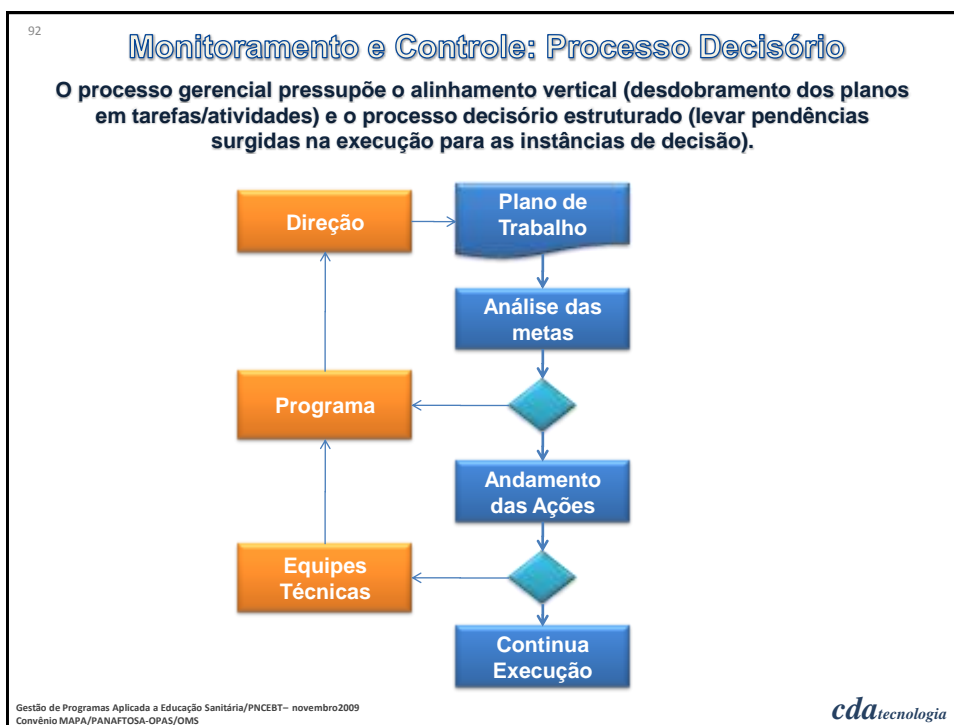 92
Monitoramento e Controle: Processo Decisório
O processo gerencial pressupõe o alinhamento vertical (desdobramento dos planos
em tarefas/atividades) e o processo decisório estruturado (levar pendências
surgidas na execução para as instâncias de decisão).
Direção
Plano de
Trabalho
Análise das
metas
Programa
Andamento
das Ações
Equipes
Técnicas
Continua
Execução
Gestão de Programas Aplicada a Educação Sanitária/PNCEBT– novembro2009
Convênio MAPA/PANAFTOSA-OPAS/OMS
cdatecnologia